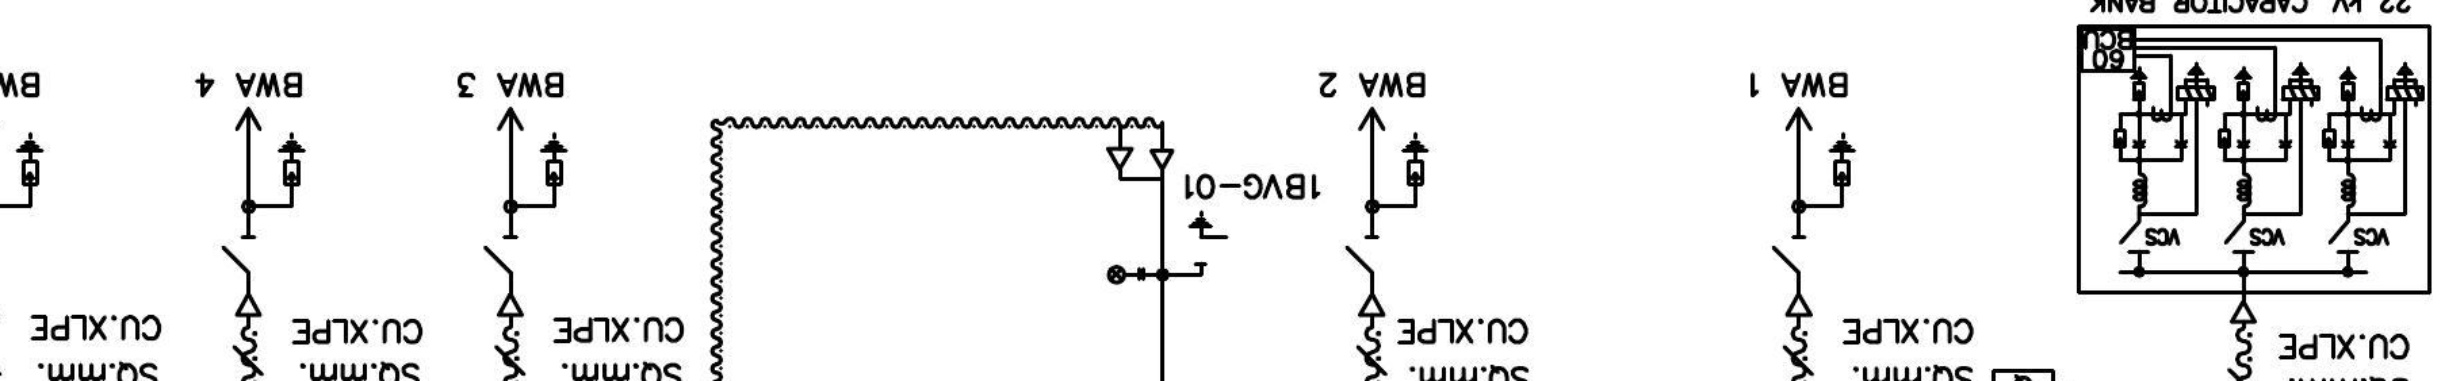 SQ.mm.
SQ.mm.
SQ.mm.
SQ.mm.
SQ.mm.
SQ.mm.
CU.XLPE
CU.XLPE
CU.XLPE
CU.XLPE
CU.XLPE
CU.XLPE
VCS
VCS
VCS
1BVG-01
60
BCU
BWA 1
BWA 2
BWA 3
BWA 4
BW
22 kV CAPACITOR BANK